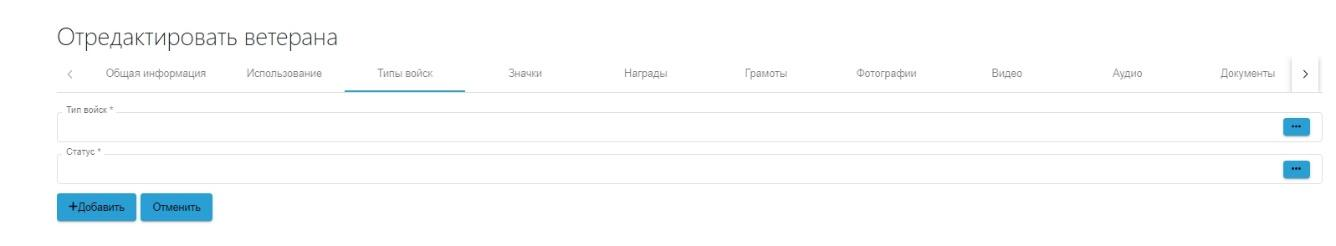 Отредактировать ветерана
Общая информация Использование Типы войск Значки Награды Грамоты Фотографии Видео Аудио Документы
Тип войск *
Статус *
+Добавить Отменить